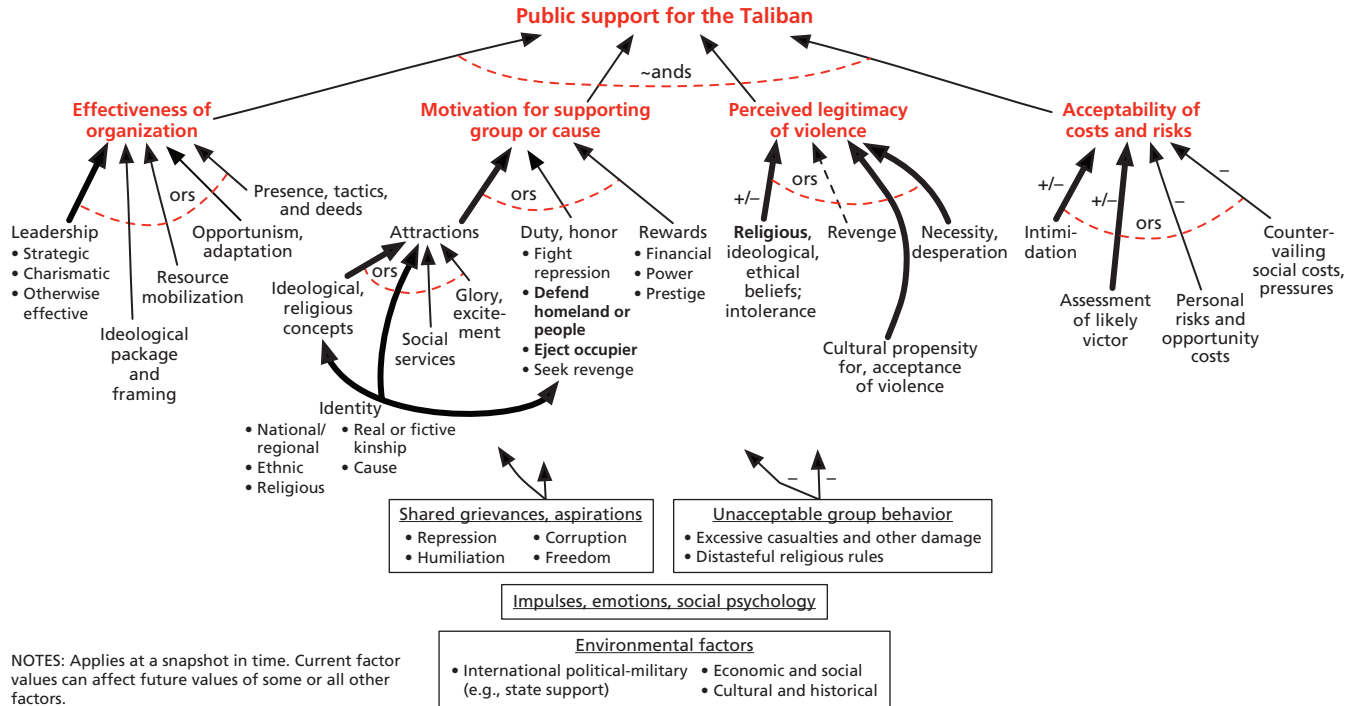 Public support for the Taliban
~ands
Effectiveness of
organization
Motivation for supporting
group or cause
Perceived legitimacy
of violence
Acceptability of
costs and risks
ors
Presence, tactics,
and deeds
Leadership
• Strategic
• Charismatic
• Otherwise
effective
Opportunism,
adaptation
Resource
mobilization
Ideological
package
and
framing
ors
Attractions
ors
Ideological,
religious
concepts
Social
services
Glory,
excite-
ment
Duty, honor
• Fight
repression
• Defend
homeland or
people
• Eject occupier
• Seek revenge
Rewards
• Financial
• Power
• Prestige
Identity
• National/
regional
• Ethnic
• Religious
• Real or fictive
kinship
• Cause
+/–
ors
Religious,
ideological,
ethical
beliefs;
intolerance
Revenge
Necessity,
desperation
Cultural propensity
for, acceptance
of violence
+/–
+/–
–
–
ors
Intimi-
dation
Assessment
of likely
victor
Personal
risks and
opportunity
costs
Counter-
vailing
social costs,
pressures
–
–
Shared grievances, aspirations
• Repression
• Humiliation
• Corruption
• Freedom
Unacceptable group behavior
• Excessive casualties and other damage
• Distasteful religious rules
Impulses, emotions, social psychology
Environmental factors
• International political-military
(e.g., state support)
• Economic and social
• Cultural and historical
NOTES: Applies at a snapshot in time. Current factor
values can affect future values of some or all other
factors.